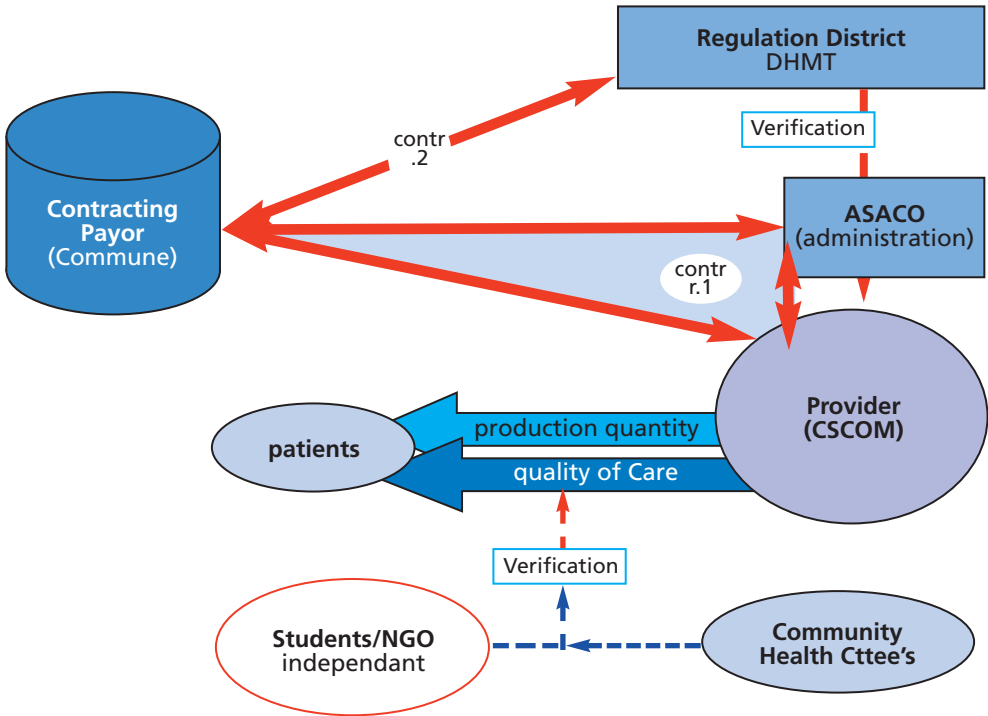 Regulation District
DHMT
Verification
contr
.2
Contracting
Payor
(Commune)
ASACO
(administration)
contr
r.1
Provider
(CSCOM)
production quantity
patients
quality of Care
Verification
Students/NGO
independant
Community
Health Cttee's